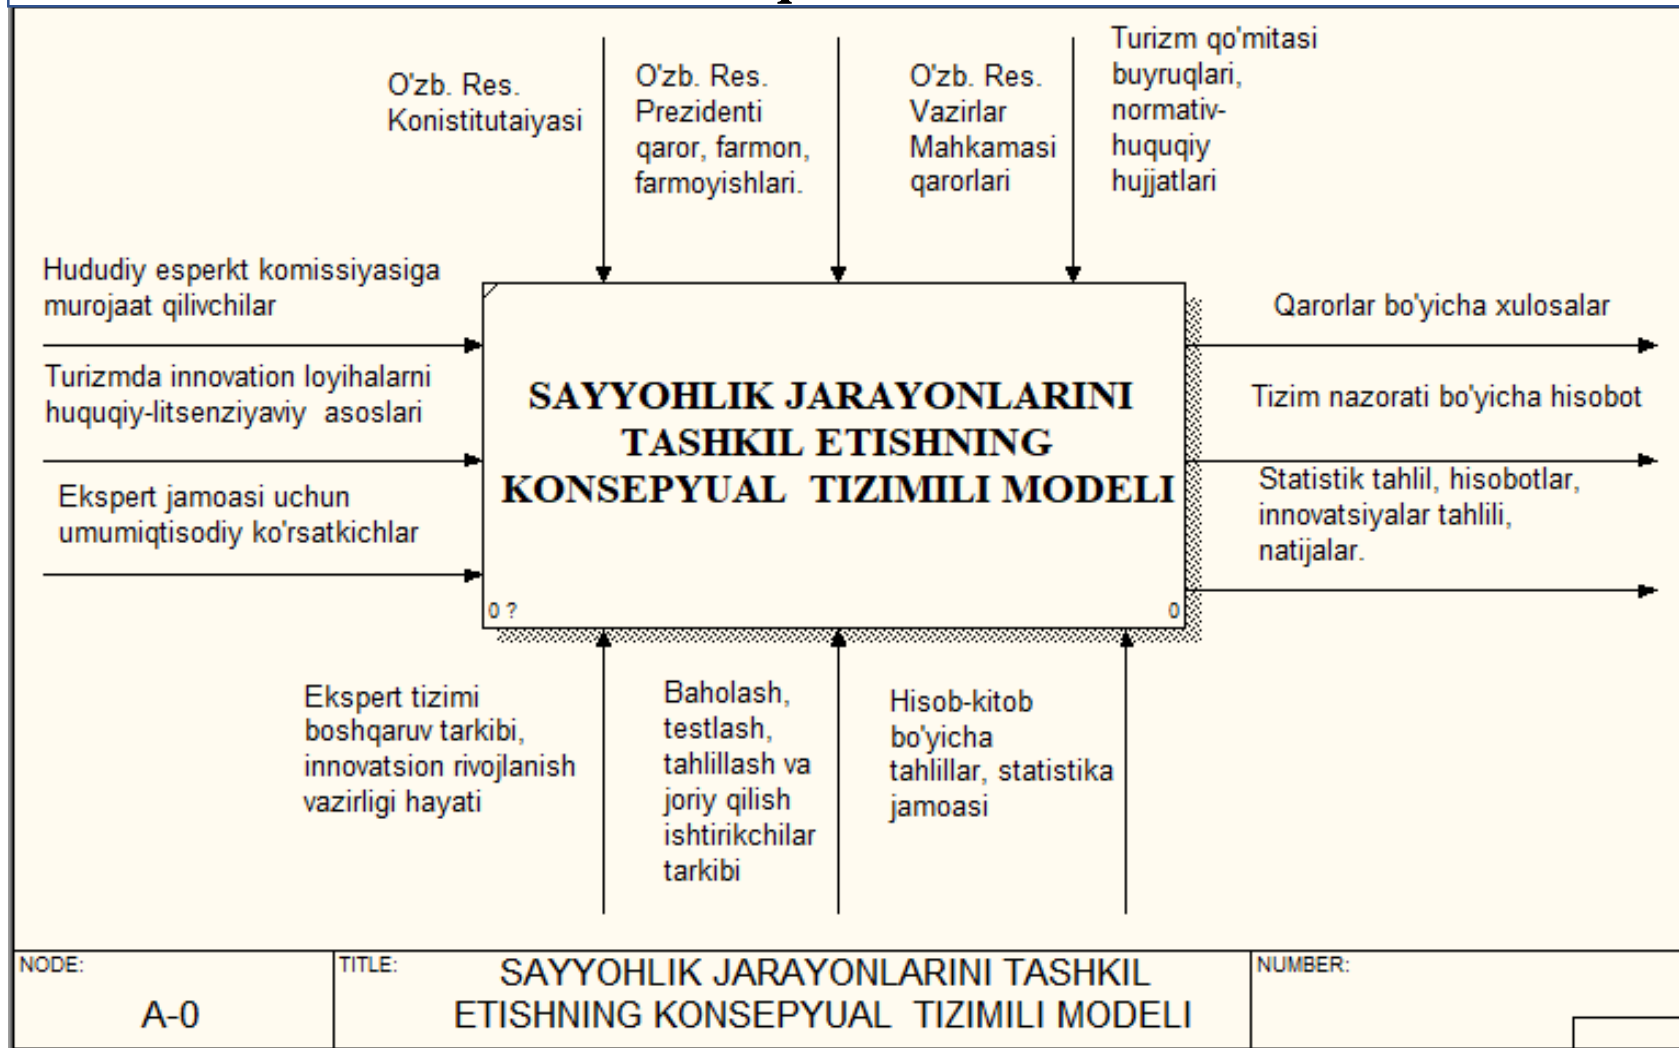 O'zb. Res.
Konistitutaiyasi
O'zb. Res.
Prezidenti
qaror, farmon,
farmoyishlari.
O'zb. Res.
Vazirlar
Mahkamasi
qarorlari
Turizm qo'mitasi
buyruqlari,
normativ-
huquqiy
hujjatlari
Hududiy esperkt komissiyasiga
murojaat qilivchilar
Turizmda innovation loyihalarni
huquqiy-litsenziyaviy asoslari
Ekspert jamoasi uchun
umumiqtisodiy ko'rsatkichlar
SAYYOHLIK JARAYONLARINI
TASHKIL ETISHNING
KONSEPYUAL TIZIMILI MODELI
0 ?
0
Qarorlar bo'yicha xulosalar
Tizim nazorati bo'yicha hisobot
Statistik tahlil, hisobotlar,
innovatsiyalar tahlili,
natijalar.
Ekspert tizimi
boshqaruv tarkibi,
innovatsion rivojlanish
vazirligi hayati
Baholash,
testlash,
tahlillash va
joriy qilish
ishtirikchilar
tarkibi
Hisob-kitob
bo'yicha
tahlillar, statistika
jamoasi
NODE:
A-0
TITLE:
SAYYOHLIK JARAYONLARINI TASHKIL
ETISHNING KONSEPYUAL TIZIMILI MODELI
NUMBER: